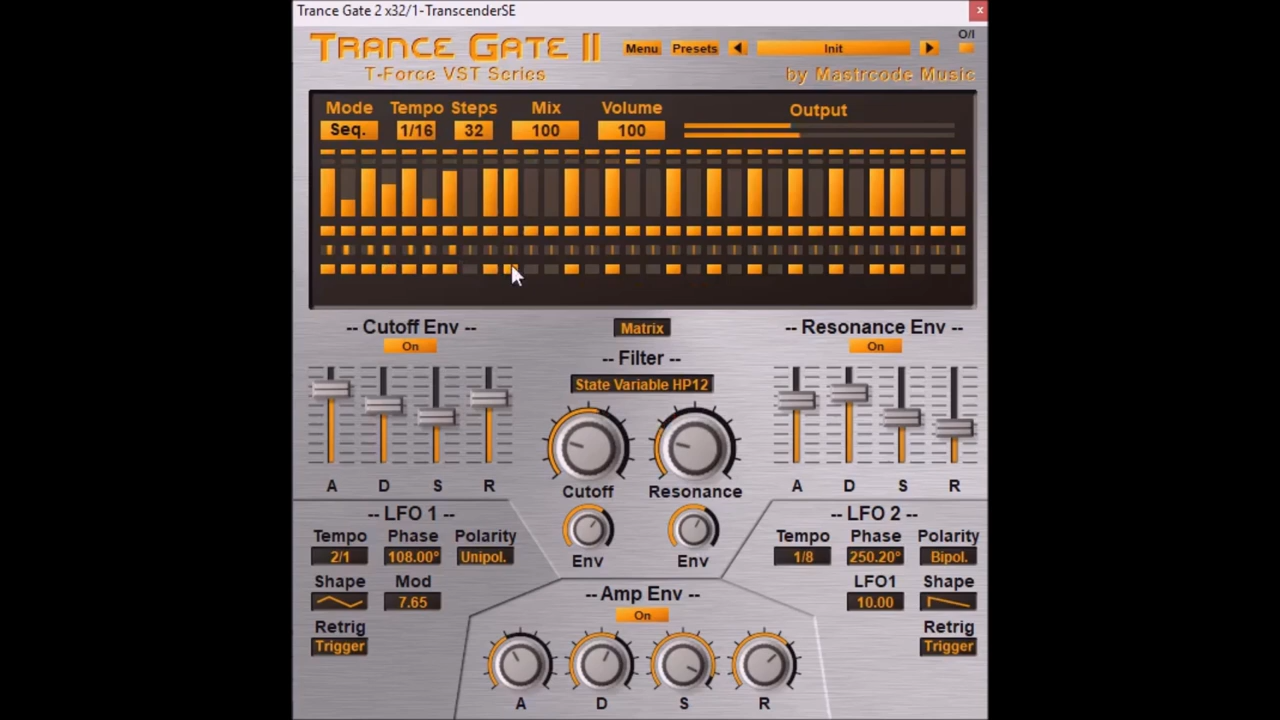 Trance Gate 2 x32/1-TranscenderSE
x
TRANCE GATE II
Menu Presets Init O/I
T-Force VST Series
by Mastrcode Music
Mode Tempo Steps Mix Volume Output
Seq. 1/16 32 100 100
-- Cutoff Env --
On
Matrix
-- Resonance Env --
On
-- Filter --
State Variable HP12
Cutoff Resonance
Env Env
A D S R
A D S R
-- LFO 1 --
Tempo Phase Polarity
2/1 108.00° Unipol.
Shape Mod
7.65
Retrig
Trigger
-- LFO 2 --
Tempo Phase Polarity
1/8 250.20° Bipol.
LFO1 Shape
10.00
Retrig
Trigger
-- Amp Env --
On
A D S R